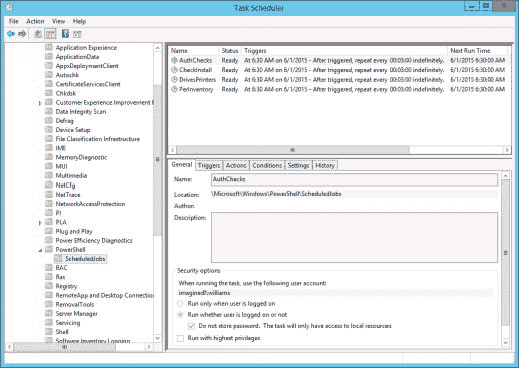 Task Scheduler
File Action View Help
Application Experience
ApplicationData
AppxDeploymentClient
Autochk
CertificateServicesClient
Chkdsk
Customer Experience Improvement F
Data Integrity Scan
Defrag
Device Setup
File Classification Infrastructure
IME
MemoryDiagnostic
MUI
Multimedia
NetCfg
NetTrace
NetworkAccessProtection
PI
PLA
Plug and Play
Power Efficiency Diagnostics
PowerShell
ScheduledJobs
RAC
Ras
Registry
RemoteApp and Desktop Connection
RemovalTools
Server Manager
Servicing
Shell
Software Inventory Logging
Name Status Triggers Next Run Time
AuthChecks Ready At 6:30 AM on 6/1/2015 - After triggered, repeat every 00:03:00 indefinitely. 6/1/2015 6:30:00 AM
CheckInstall Ready At 6:30 AM on 6/1/2015 - After triggered, repeat every 00:03:00 indefinitely. 6/1/2015 6:30:00 AM
DrivesPrinters Ready At 6:30 AM on 6/1/2015 - After triggered, repeat every 00:03:00 indefinitely. 6/1/2015 6:30:00 AM
PerInventory Ready At 6:30 AM on 6/1/2015 - After triggered, repeat every 00:03:00 indefinitely. 6/1/2015 6:30:00 AM
General Triggers Actions Conditions Settings History
Name: AuthChecks
Location: \Microsoft\Windows\PowerShell\ScheduledJobs
Author:
Description:
Security options
When running the task, use the following user account:
imaginedl\williams
Run only when user is logged on
Run whether user is logged on or not
Do not store password. The task will only have access to local resources
Run with highest privileges